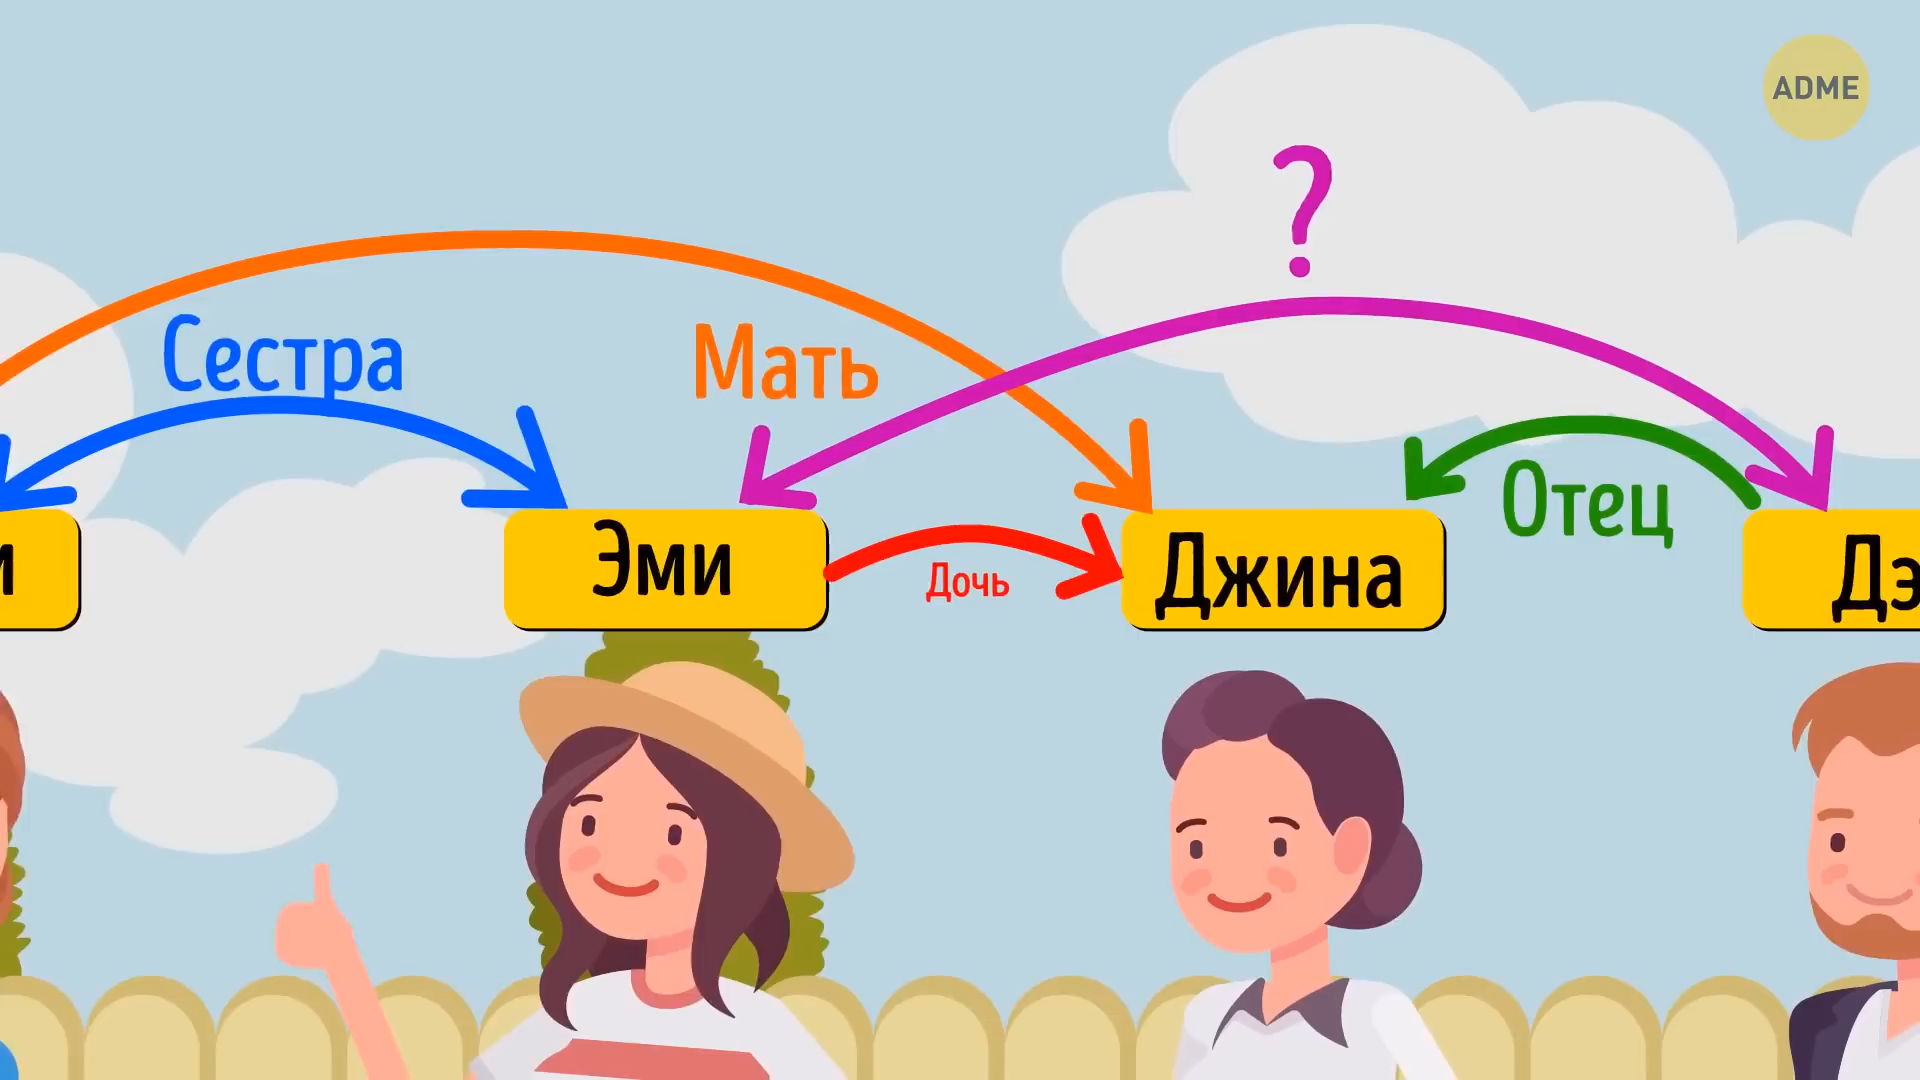 ADME
?
Сестра
Мать
Отец
Эми
Дочь
Джина